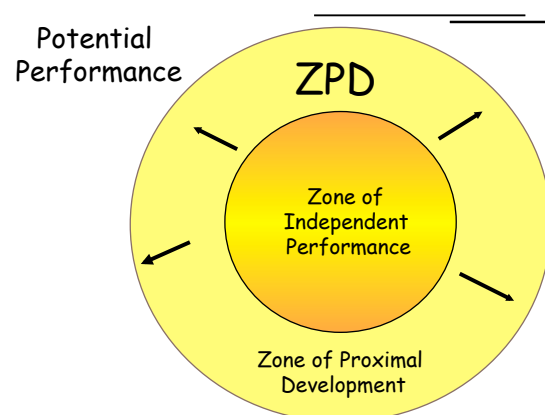 Potential
Performance
ZPD
Zone of
Independent
Performance
Zone of Proximal
Development